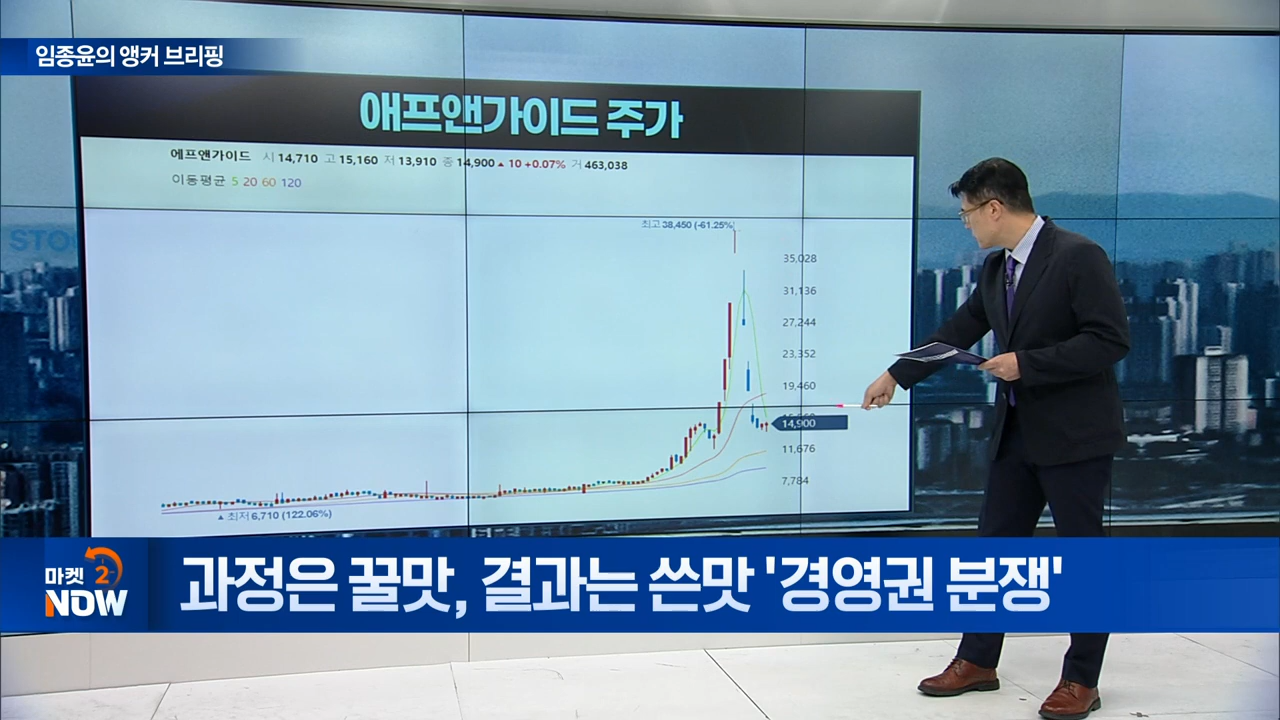 임종윤의 앵커 브리핑
애프앤가이드 주가
에프앤가이드 시 14,710 고 15,160 저 13,910 종 14,900 ▲ 10 +0.07% 거 463,038
이동평균 5 20 60 120
STO
최고 38,450 (-61.25%)
35,028
31,136
27,244
23,352
19,460
14,900
11,676
7,784
▲ 최저 6,710 (122.06%)
마켓 2
NOW
과정은 꿀맛, 결과는 쓴맛 '경영권 분쟁'